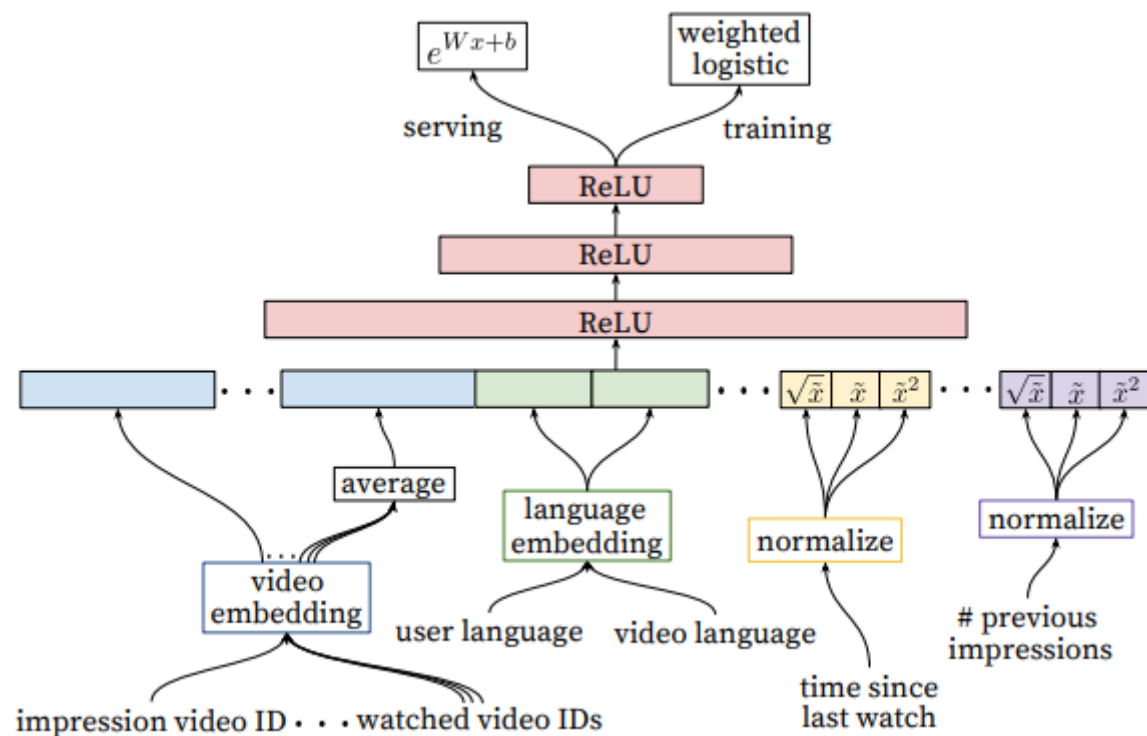 e^{Wx+b}
weighted
logistic
serving
training
ReLU
ReLU
ReLU
. . .
√x̃ x̃ x̃²
. . .
√x̃ x̃ x̃²
average
language
embedding
normalize
normalize
. . .
video
embedding
user language
video language
# previous
impressions
time since
last watch
impression video ID . . . watched video IDs